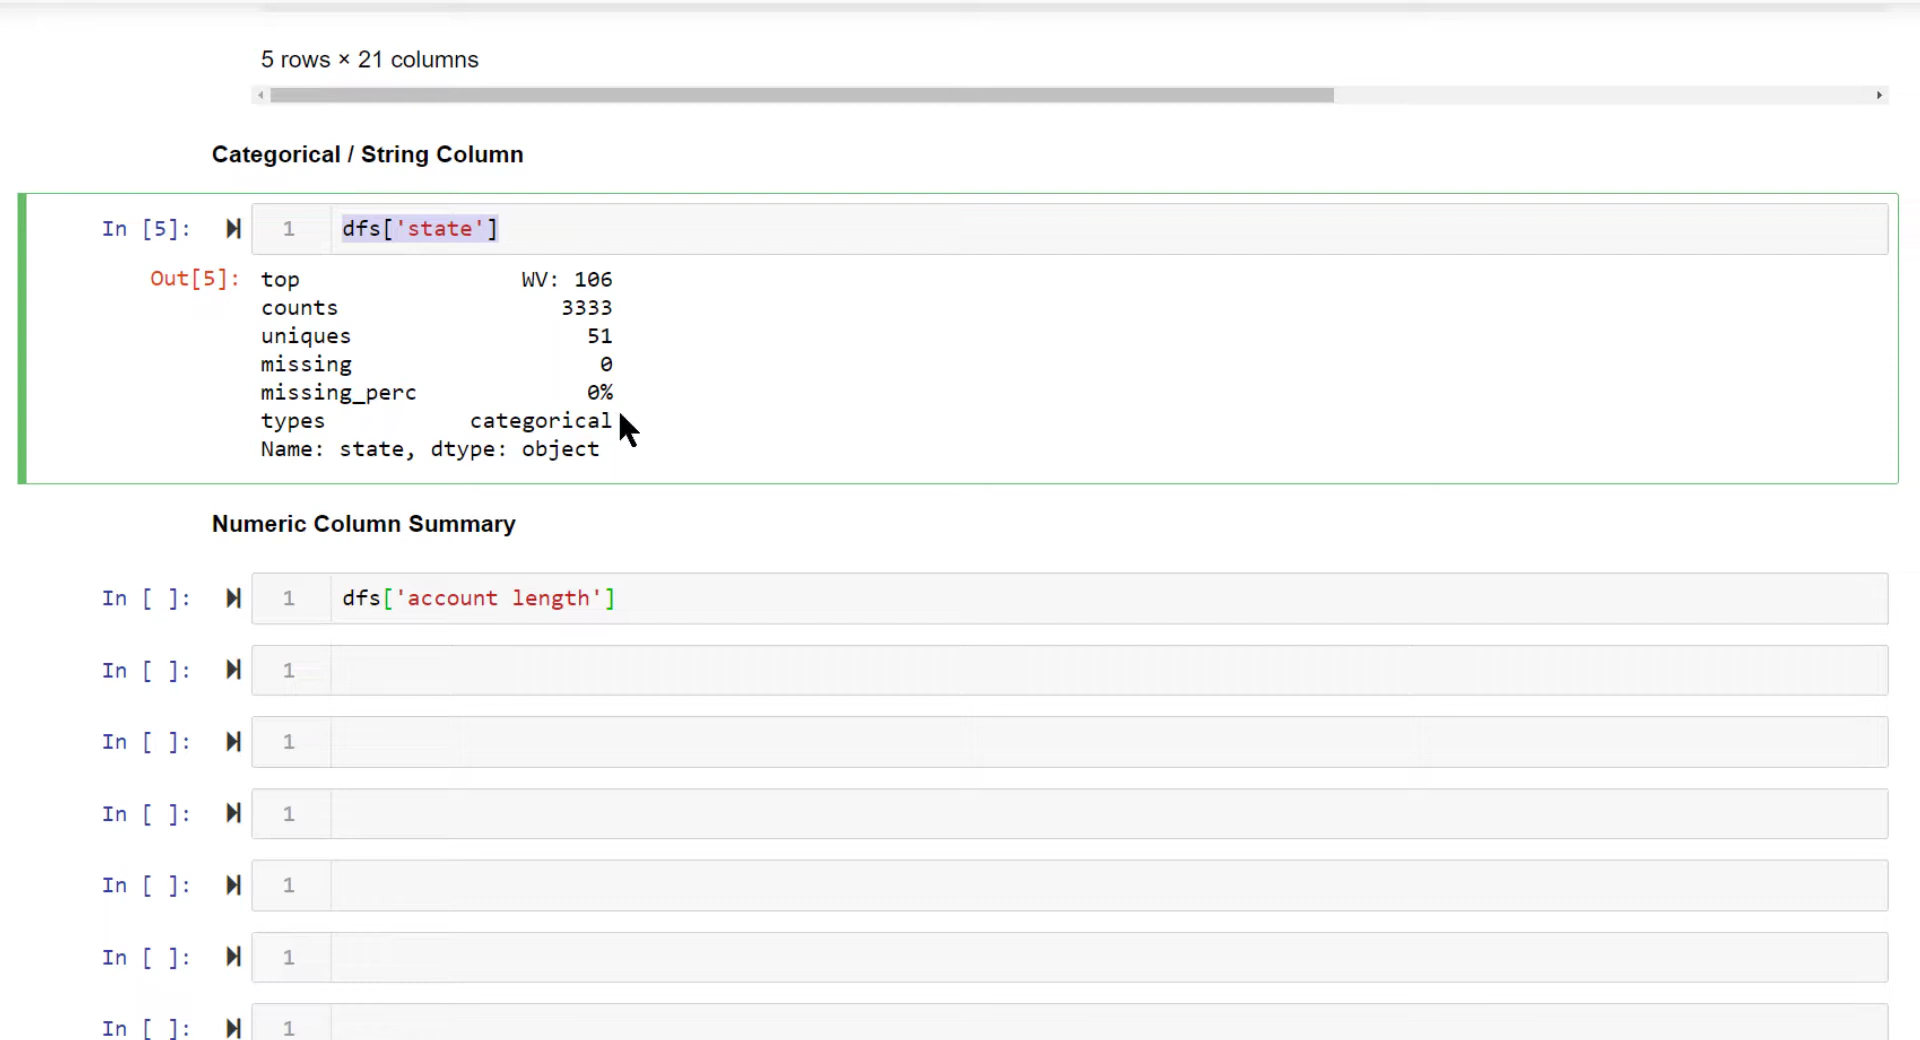 5 rows × 21 columns
Categorical / String Column
In [5]: 1 dfs['state']
Out[5]: top WV: 106
counts 3333
uniques 51
missing 0
missing_perc 0%
types categorical
Name: state, dtype: object
Numeric Column Summary
In [ ]: 1 dfs['account length']
In [ ]: 1
In [ ]: 1
In [ ]: 1
In [ ]: 1
In [ ]: 1
In [ ]: 1